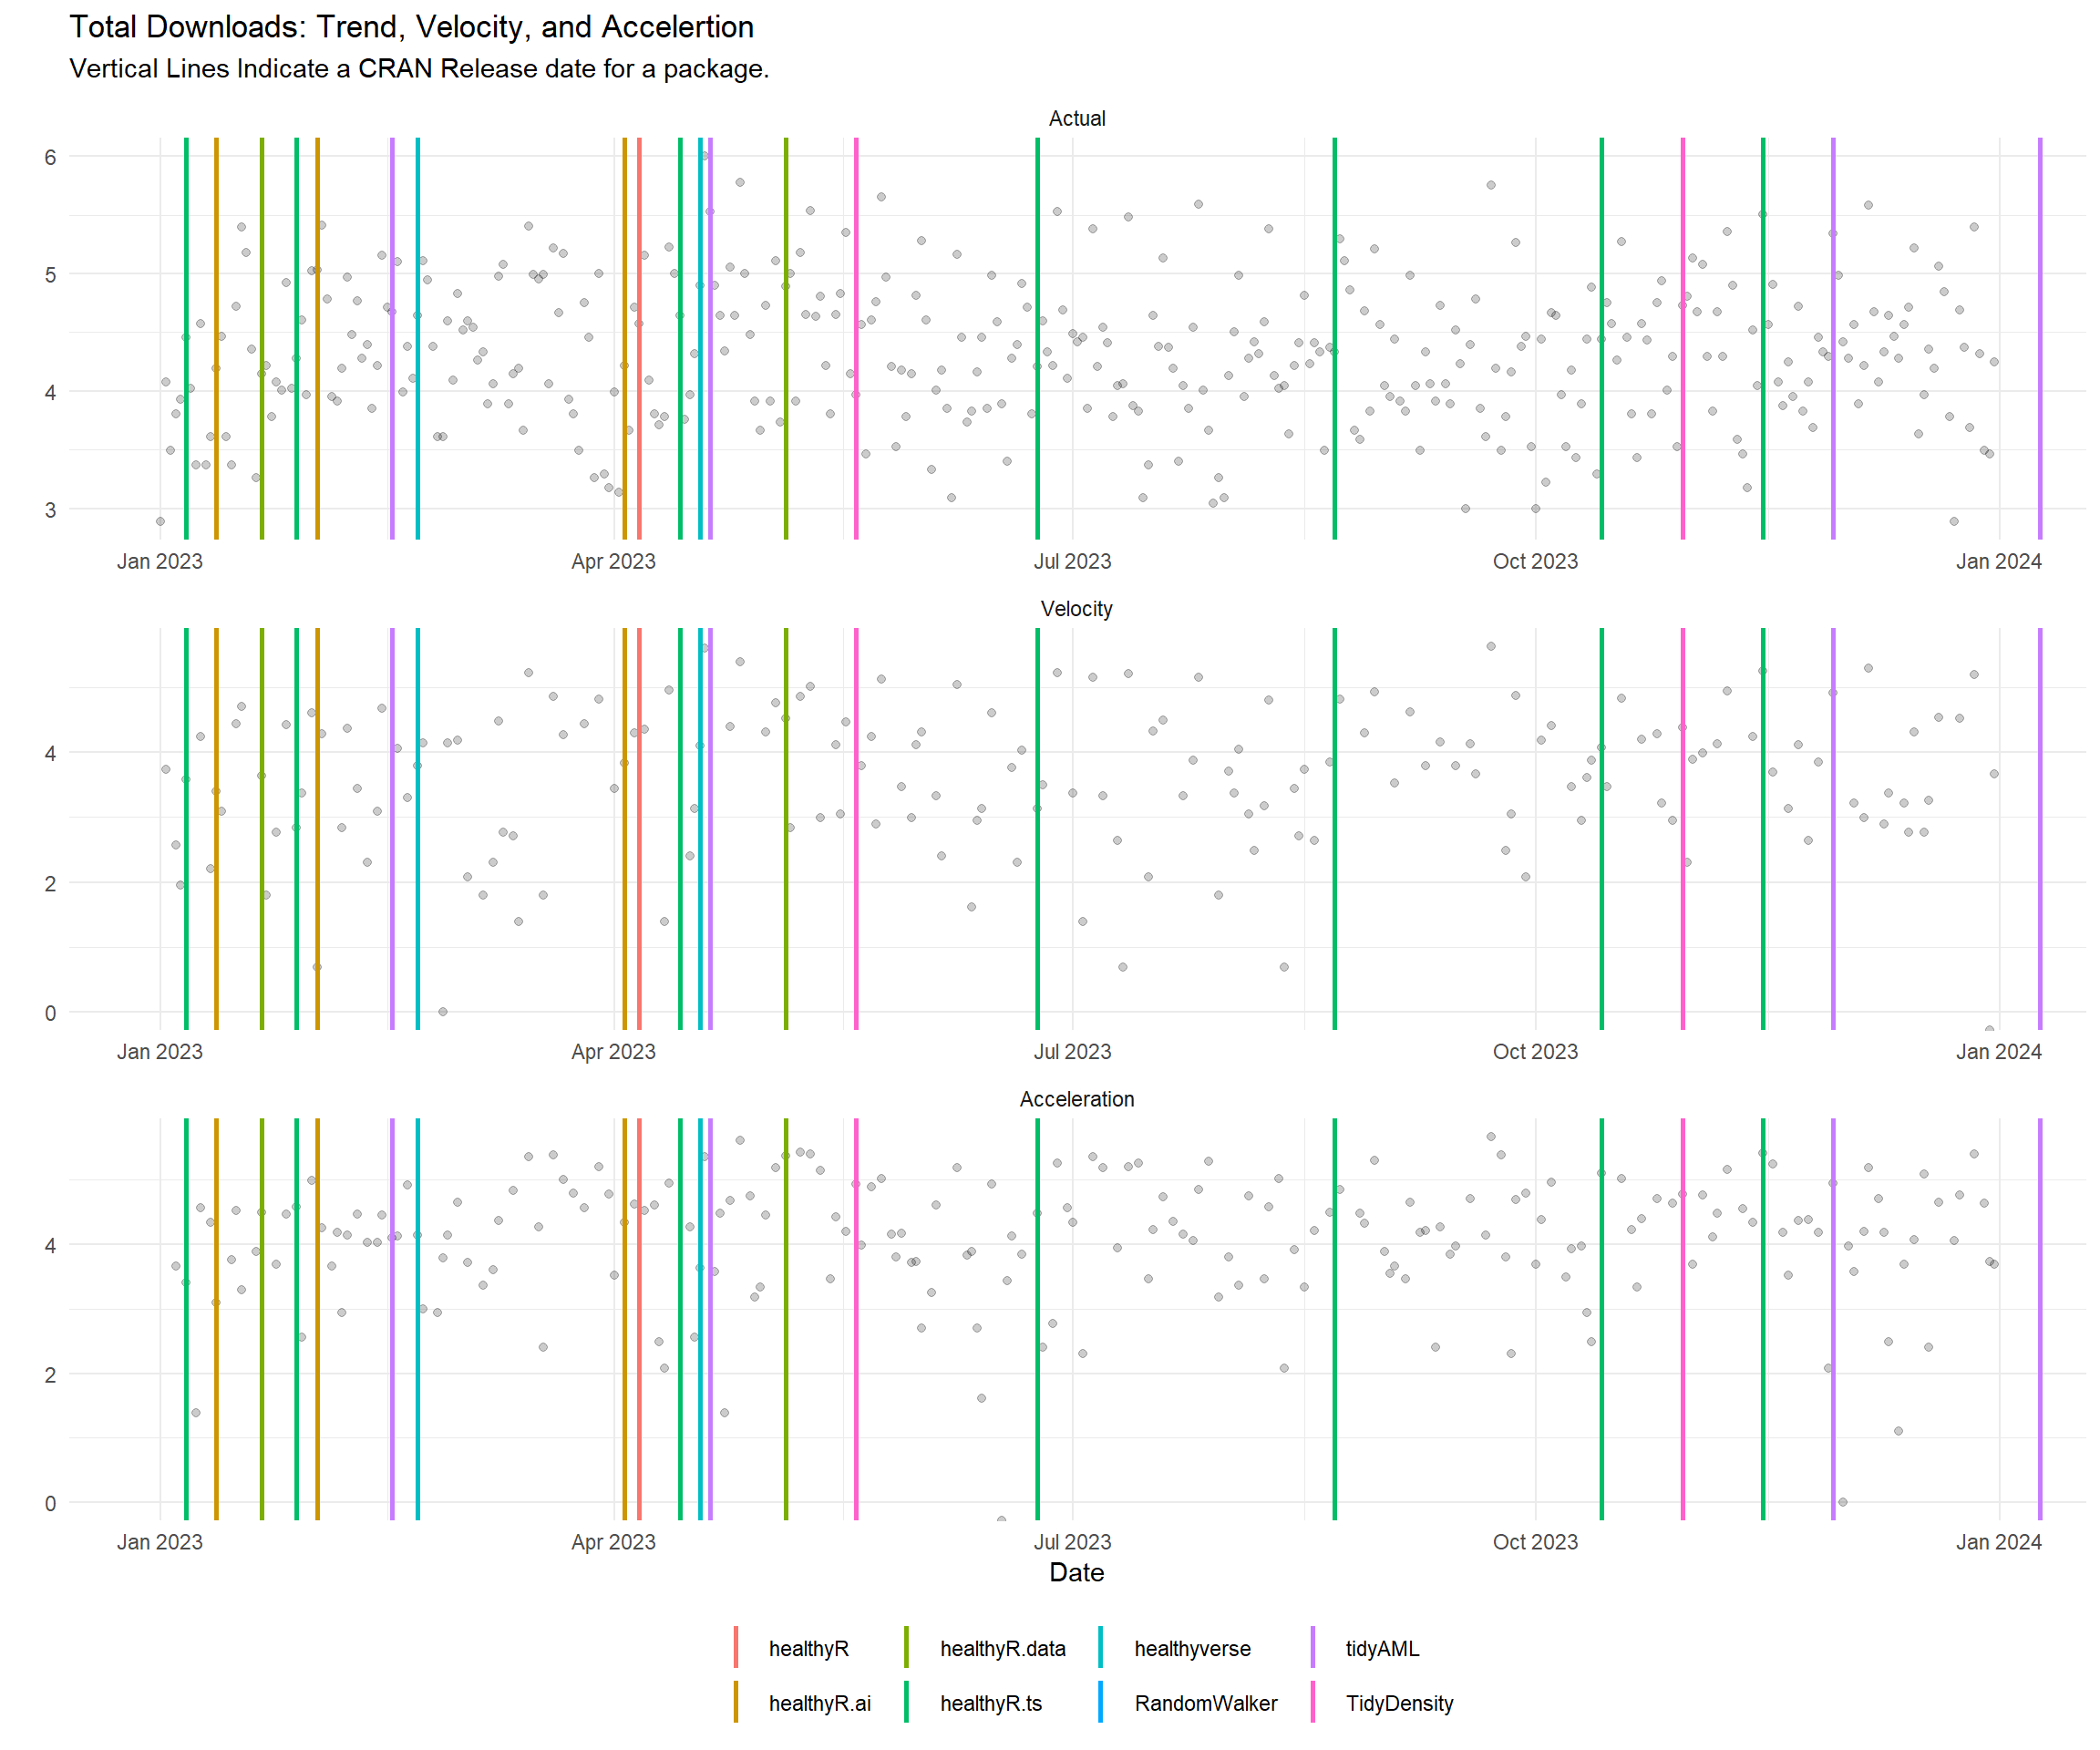 Total Downloads: Trend, Velocity, and Accelertion
Vertical Lines Indicate a CRAN Release date for a package.
Actual
6
5
4
3
Jan 2023 Apr 2023 Jul 2023 Oct 2023 Jan 2024
Velocity
4
2
0
Jan 2023 Apr 2023 Jul 2023 Oct 2023 Jan 2024
Acceleration
4
2
0
Jan 2023 Apr 2023 Jul 2023 Oct 2023 Jan 2024
Date
healthyR healthyR.data healthyverse tidyAML
healthyR.ai healthyR.ts RandomWalker TidyDensity